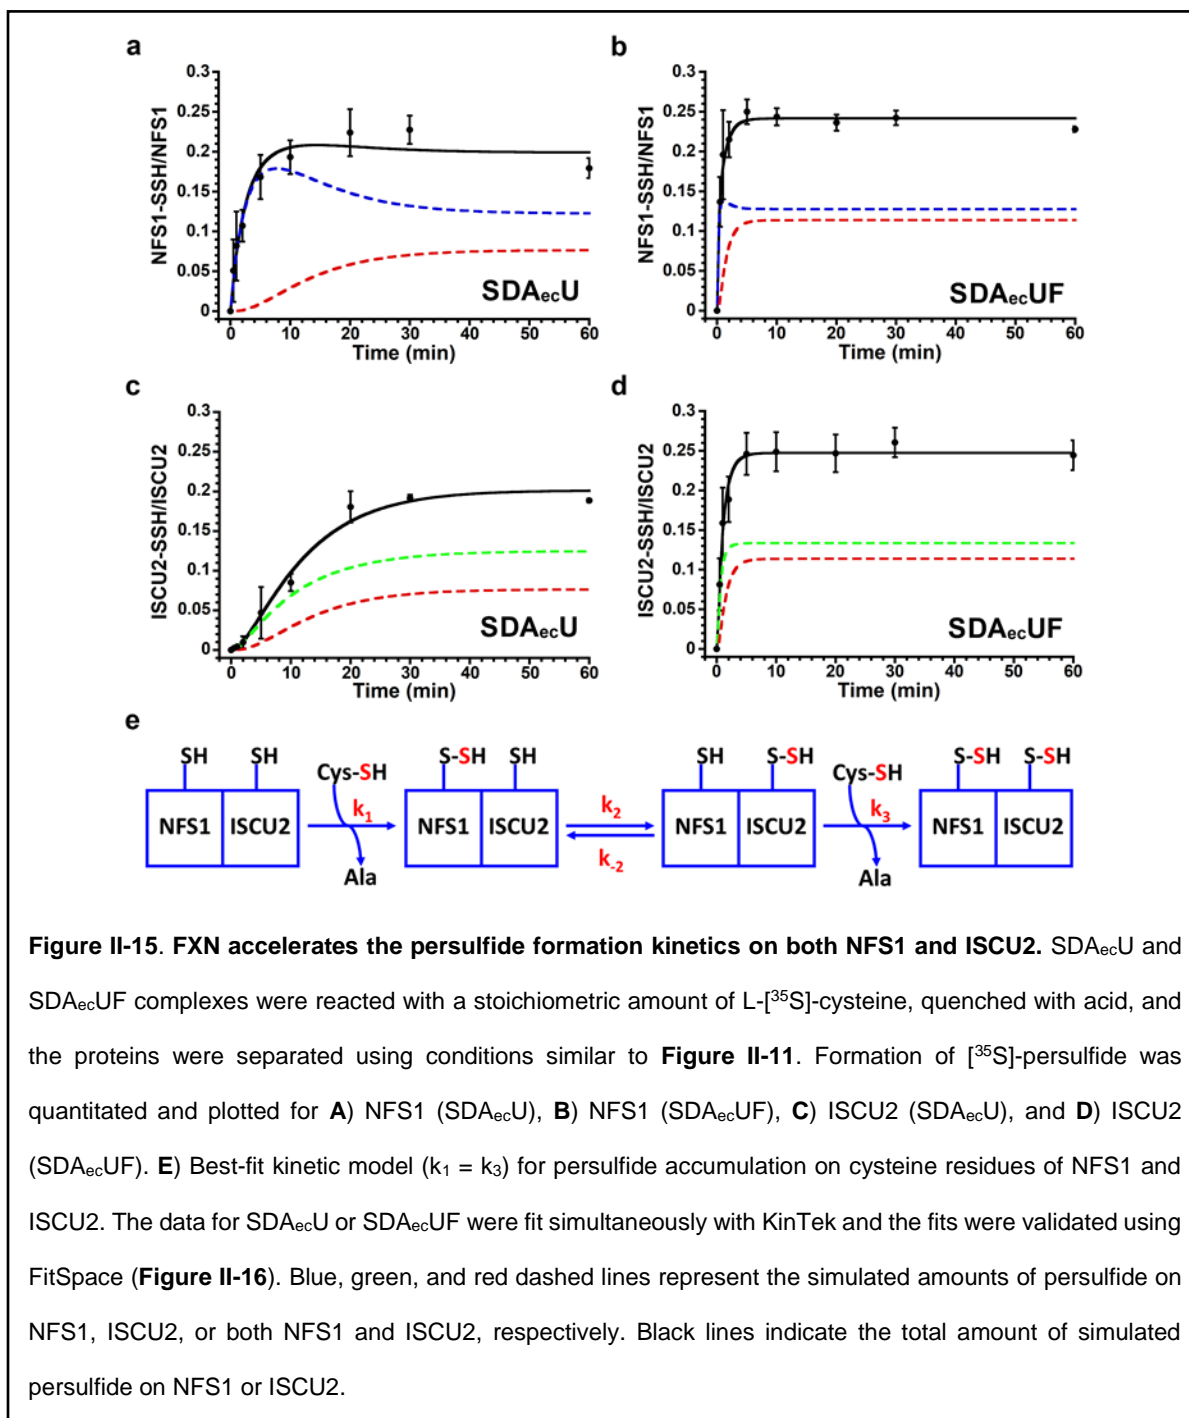 a
b
0.3
0.25
0.2
0.15
0.1
0.05
0
NFS1-SSH/NFS1
0 10 20 30 40 50 60
Time (min)
SDAecU
0.3
0.25
0.2
0.15
0.1
0.05
0
NFS1-SSH/NFS1
0 10 20 30 40 50 60
Time (min)
SDAecUF
c
d
0.3
0.25
0.2
0.15
0.1
0.05
0
ISCU2-SSH/ISCU2
0 10 20 30 40 50 60
Time (min)
SDAecU
0.3
0.25
0.2
0.15
0.1
0.05
0
ISCU2-SSH/ISCU2
0 10 20 30 40 50 60
Time (min)
SDAecUF
e
SH SH Cys-SH S-SH SH SH S-SH Cys-SH S-SH S-SH
NFS1 ISCU2 k1 NFS1 ISCU2 k2 NFS1 ISCU2 k3 NFS1 ISCU2
Ala k-2 Ala
Figure II-15. FXN accelerates the persulfide formation kinetics on both NFS1 and ISCU2. SDAecU and
SDAecUF complexes were reacted with a stoichiometric amount of L-[35S]-cysteine, quenched with acid, and
the proteins were separated using conditions similar to Figure II-11. Formation of [35S]-persulfide was
quantitated and plotted for A) NFS1 (SDAecU), B) NFS1 (SDAecUF), C) ISCU2 (SDAecU), and D) ISCU2
(SDAecUF). E) Best-fit kinetic model (k1 = k3) for persulfide accumulation on cysteine residues of NFS1 and
ISCU2. The data for SDAecU or SDAecUF were fit simultaneously with KinTek and the fits were validated using
FitSpace (Figure II-16). Blue, green, and red dashed lines represent the simulated amounts of persulfide on
NFS1, ISCU2, or both NFS1 and ISCU2, respectively. Black lines indicate the total amount of simulated
persulfide on NFS1 or ISCU2.